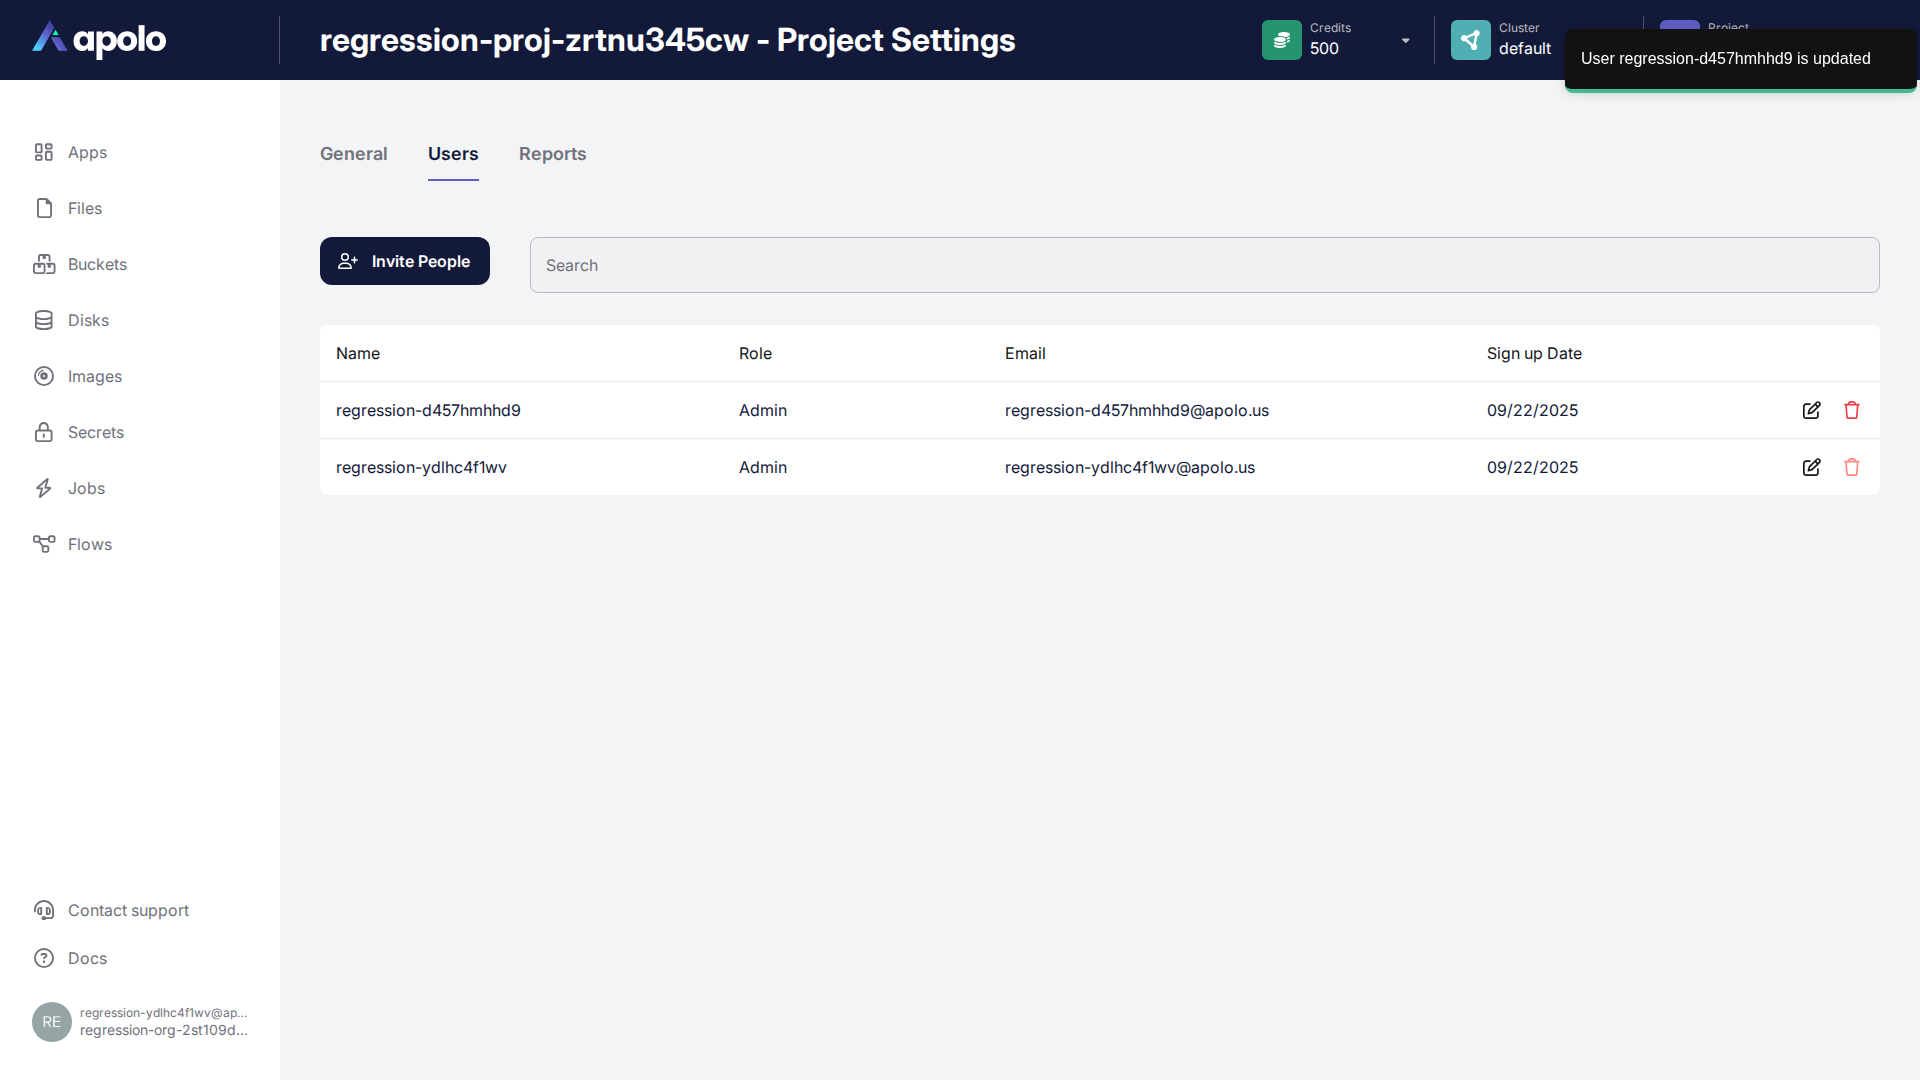 apolo
regression-proj-zrtnu345cw - Project Settings
Credits
500
Cluster
default
Project
User regression-d457hmhhd9 is updated
Apps
Files
Buckets
Disks
Images
Secrets
Jobs
Flows
General
Users
Reports
Invite People
Search
Name Role Email Sign up Date
regression-d457hmhhd9 Admin regression-d457hmhhd9@apolo.us 09/22/2025
regression-ydlhc4f1wv Admin regression-ydlhc4f1wv@apolo.us 09/22/2025
Contact support
Docs
RE
regression-ydlhc4f1wv@ap...
regression-org-2st109d...